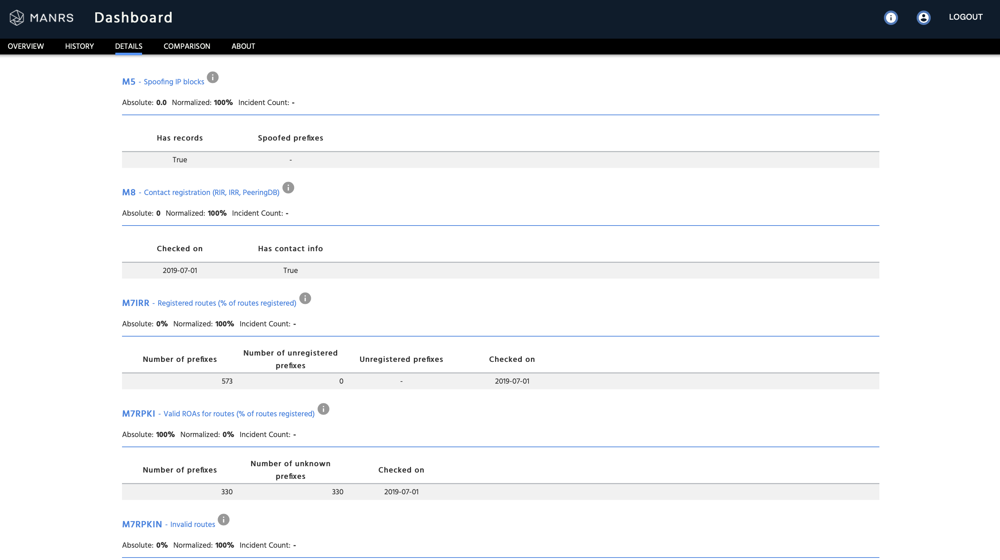 MANRS Dashboard LOGOUT
OVERVIEW HISTORY DETAILS COMPARISON ABOUT
M5 - Spoofing IP blocks
Absolute: 0.0 Normalized: 100% Incident Count: -
Has records Spoofed prefixes
True -
M8 - Contact registration (RIR, IRR, PeeringDB)
Absolute: 0 Normalized: 100% Incident Count: -
Checked on Has contact info
2019-07-01 True
M7IRR - Registered routes (% of routes registered)
Absolute: 0% Normalized: 100% Incident Count: -
Number of prefixes Number of unregistered prefixes Unregistered prefixes Checked on
573 0 - 2019-07-01
M7RPKI - Valid ROAs for routes (% of routes registered)
Absolute: 100% Normalized: 0% Incident Count: -
Number of prefixes Number of unknown prefixes Checked on
330 330 2019-07-01
M7RPKIN - Invalid routes
Absolute: 0% Normalized: 100% Incident Count: -